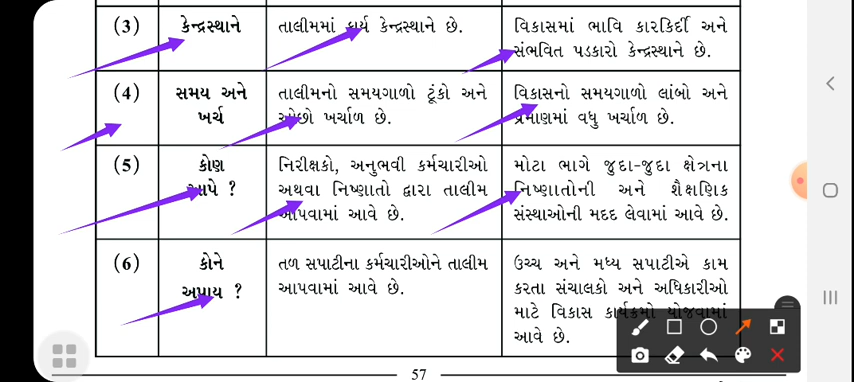 (3) કેન્દ્રસ્થાને તાલીમમાં કાર્ય કેન્દ્રસ્થાને છે. વિકાસમાં ભાવિ કારકિર્દી અને
સંભવિત પડકારો કેન્દ્રસ્થાને છે.
(4) સમય અને તાલીમનો સમયગાળો ટૂંકો અને વિકાસનો સમયગાળો લાંબો અને
ખર્ચ ઓછો ખર્ચાળ છે. પ્રમાણમાં વધુ ખર્ચાળ છે.
(5) કોણ નિરીક્ષકો, અનુભવી કર્મચારીઓ મોટા ભાગે જુદા-જુદા ક્ષેત્રના
આપે ? અથવા નિષ્ણાતો દ્વારા તાલીમ નિષ્ણાતોની અને શૈક્ષણિક
આપવામાં આવે છે. સંસ્થાઓની મદદ લેવામાં આવે છે.
(6) કોને તળ સપાટીના કર્મચારીઓને તાલીમ ઉચ્ચ અને મધ્ય સપાટીએ કામ
અપાય ? આપવામાં આવે છે. કરતા સંચાલકો અને અધિકારીઓ
માટે વિકાસ કાર્યક્રમો યોજવામાં
આવે છે.
57